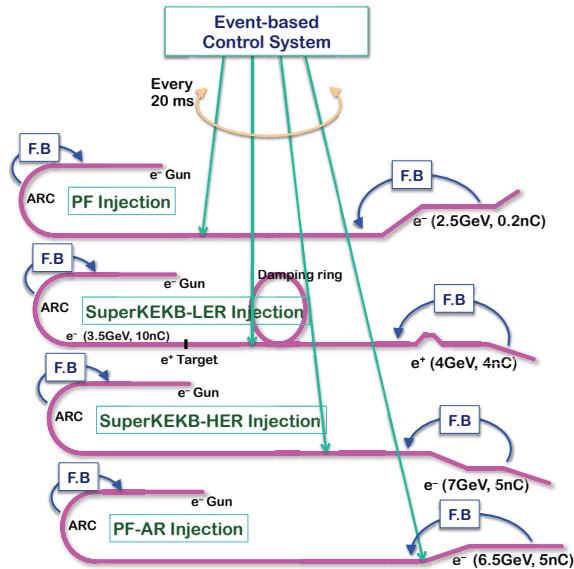 Event-based
Control System
Every
20 ms
F.B
e⁻ Gun
ARC
PF Injection
F.B
e⁻ (2.5GeV, 0.2nC)
F.B
e⁻ Gun
Damping ring
ARC
SuperKEKB-LER Injection
e⁻ (3.5GeV, 10nC)
e⁺ Target
F.B
e⁺ (4GeV, 4nC)
F.B
e⁻ Gun
ARC
SuperKEKB-HER Injection
F.B
e⁻ (7GeV, 5nC)
F.B
e⁻ Gun
ARC
PF-AR Injection
F.B
e⁻ (6.5GeV, 5nC)